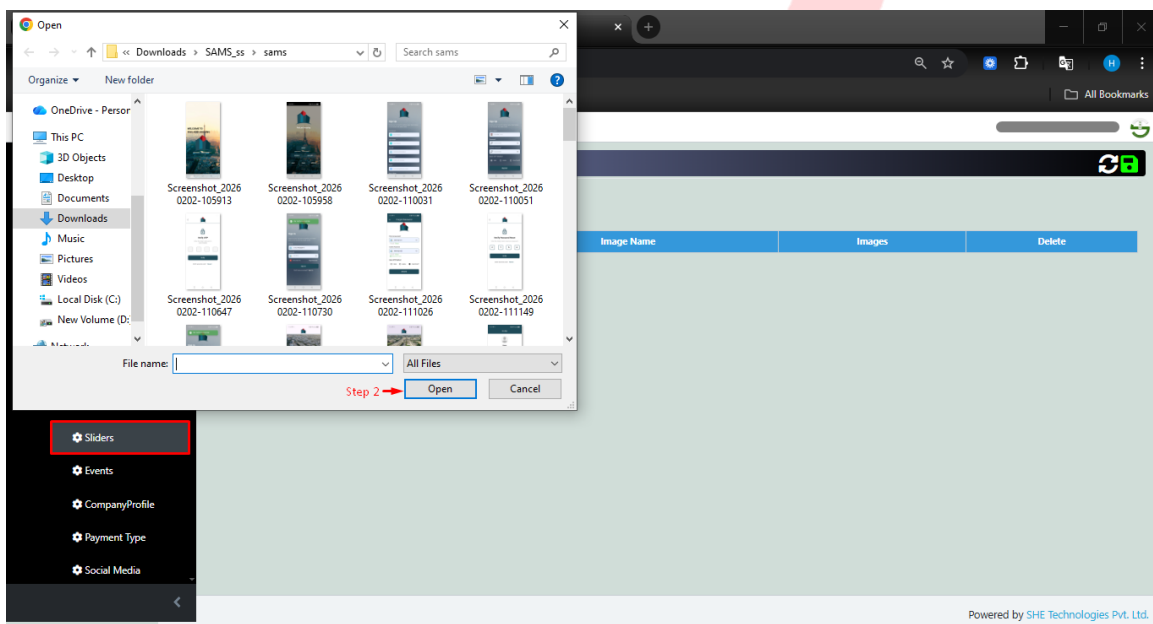 Open
« Downloads › SAMS_ss › sams
Search sams
Organize
New folder
All Bookmarks
OneDrive - Person
This PC
3D Objects
Desktop
Documents
Downloads
Music
Pictures
Videos
Local Disk (C:)
New Volume (D:
Network
Screenshot_2026
0202-105913
Screenshot_2026
0202-105958
Screenshot_2026
0202-110031
Screenshot_2026
0202-110051
Screenshot_2026
0202-110647
Screenshot_2026
0202-110730
Screenshot_2026
0202-111026
Screenshot_2026
0202-111149
File name:
All Files
Step 2
Open
Cancel
H
Image Name
Images
Delete
Sliders
Events
CompanyProfile
Payment Type
Social Media
Powered by SHE Technologies Pvt. Ltd.